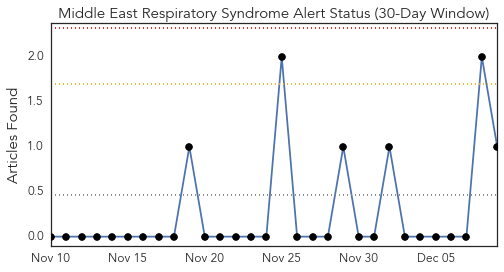 Middle East Respiratory Syndrome Alert Status (30-Day Window)
Articles Found
2.0
1.5
1.0
0.5
0.0
Nov 10 Nov 15 Nov 20 Nov 25 Nov 30 Dec 05